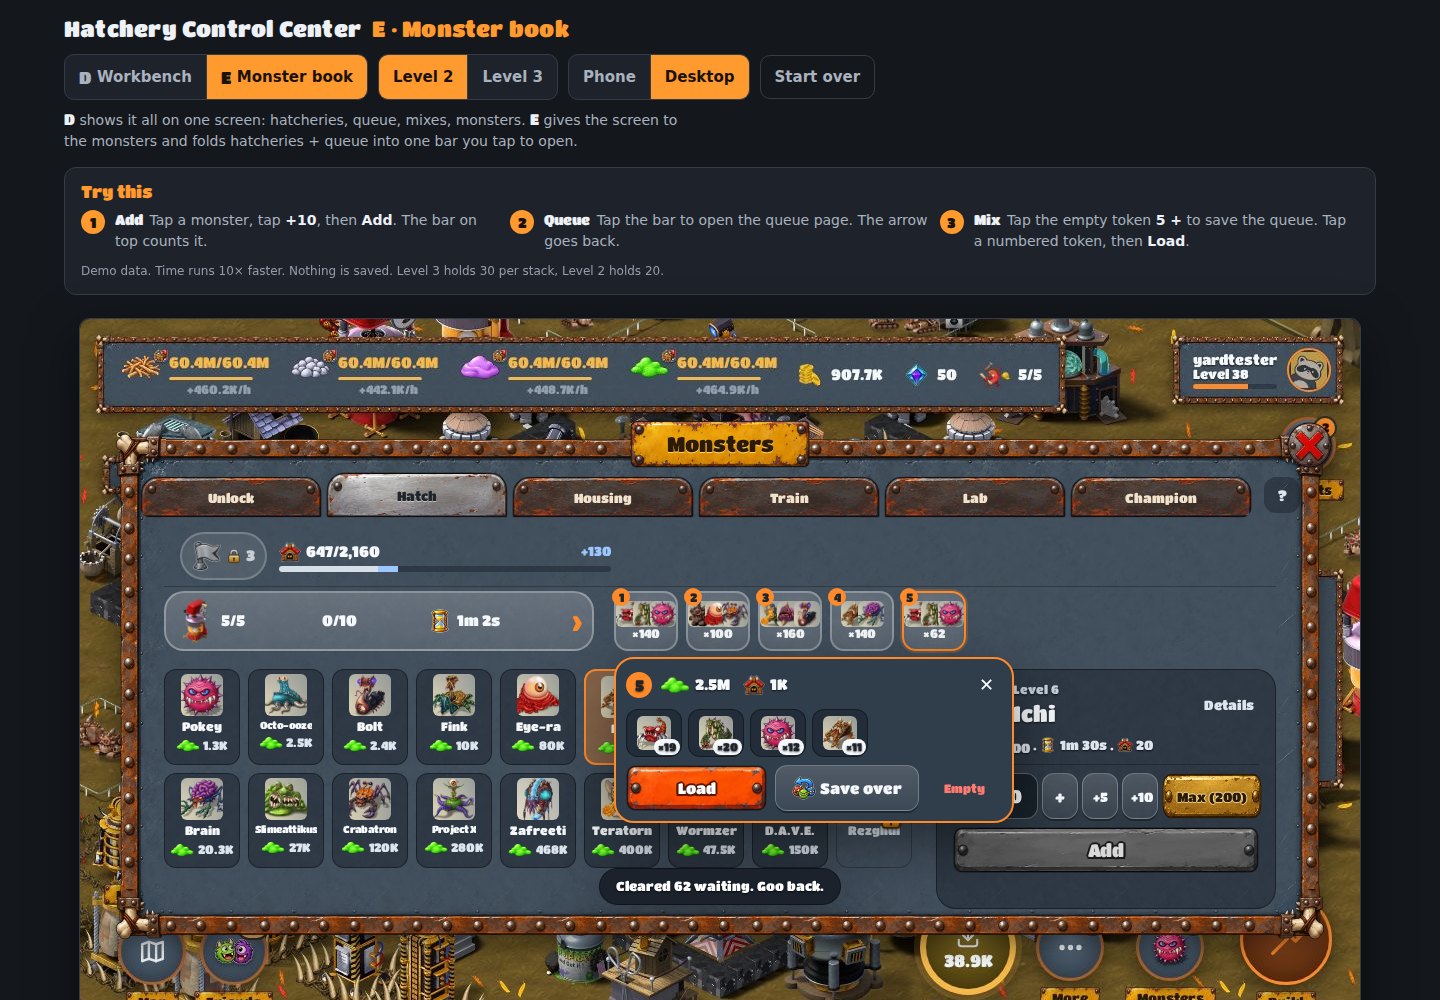 Hatchery Control Center E · Monster book
D Workbench E Monster book Level 2 Level 3 Phone Desktop Start over
D shows it all on one screen: hatcheries, queue, mixes, monsters. E gives the screen to
the monsters and folds hatcheries + queue into one bar you tap to open.
Try this
1 Add Tap a monster, tap +10, then Add. The bar on
top counts it.
2 Queue Tap the bar to open the queue page. The arrow
goes back.
3 Mix Tap the empty token 5 + to save the queue. Tap
a numbered token, then Load.
Demo data. Time runs 10× faster. Nothing is saved. Level 3 holds 30 per stack, Level 2 holds 20.
60.4M/60.4M 60.4M/60.4M 60.4M/60.4M 60.4M/60.4M 907.7K 50 5/5
+460.2K/h +442.1K/h +448.7K/h +464.9K/h
yardtester
Level 38
Monsters
Unlock Hatch Housing Train Lab Champion ?
3 647/2,160 +130
5/5 0/10 1m 2s
1 2 3 4 5
×140 ×100 ×160 ×140 ×62
Pokey Octo-ooze Bolt Fink Eye-ra
1.3K 2.5K 2.4K 10K 80K
5 2.5M 1K ✕
×19 ×20 ×12 ×11
Load Save over Empty
Level 6
Ichi
Details
1m 30s · 20
+ +5 +10 Max (200)
Add
Brain Slimeattikus Crabatron Project X Zafreeti Teratorn Wormzer D.A.V.E. Rezghul
20.3K 27K 120K 280K 468K 400K 47.5K 150K
Cleared 62 waiting. Goo back.
38.9K
More Monsters